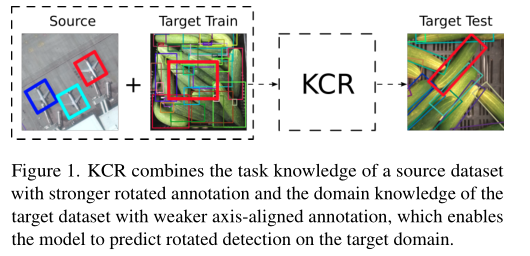 Source
Target Train
Target Test
+
KCR
Figure 1. KCR combines the task knowledge of a source dataset
with stronger rotated annotation and the domain knowledge of the
target dataset with weaker axis-aligned annotation, which enables
the model to predict rotated detection on the target domain.